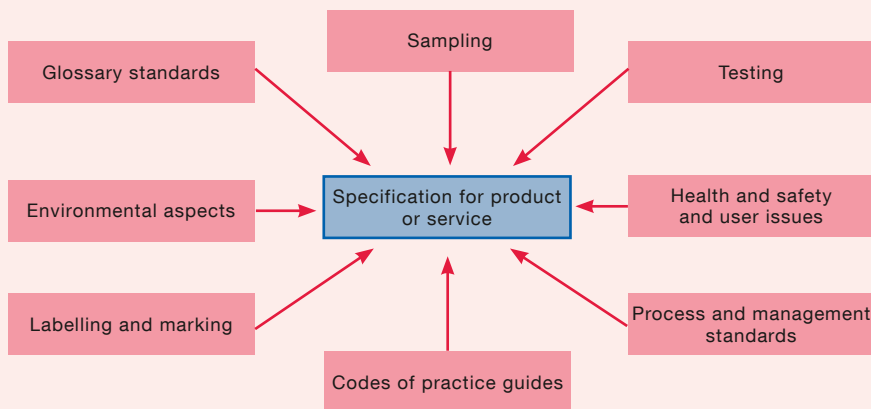 Sampling
Glossary standards
Testing
Environmental aspects
Specification for product
or service
Health and safety
and user issues
Labelling and marking
Process and management
standards
Codes of practice guides